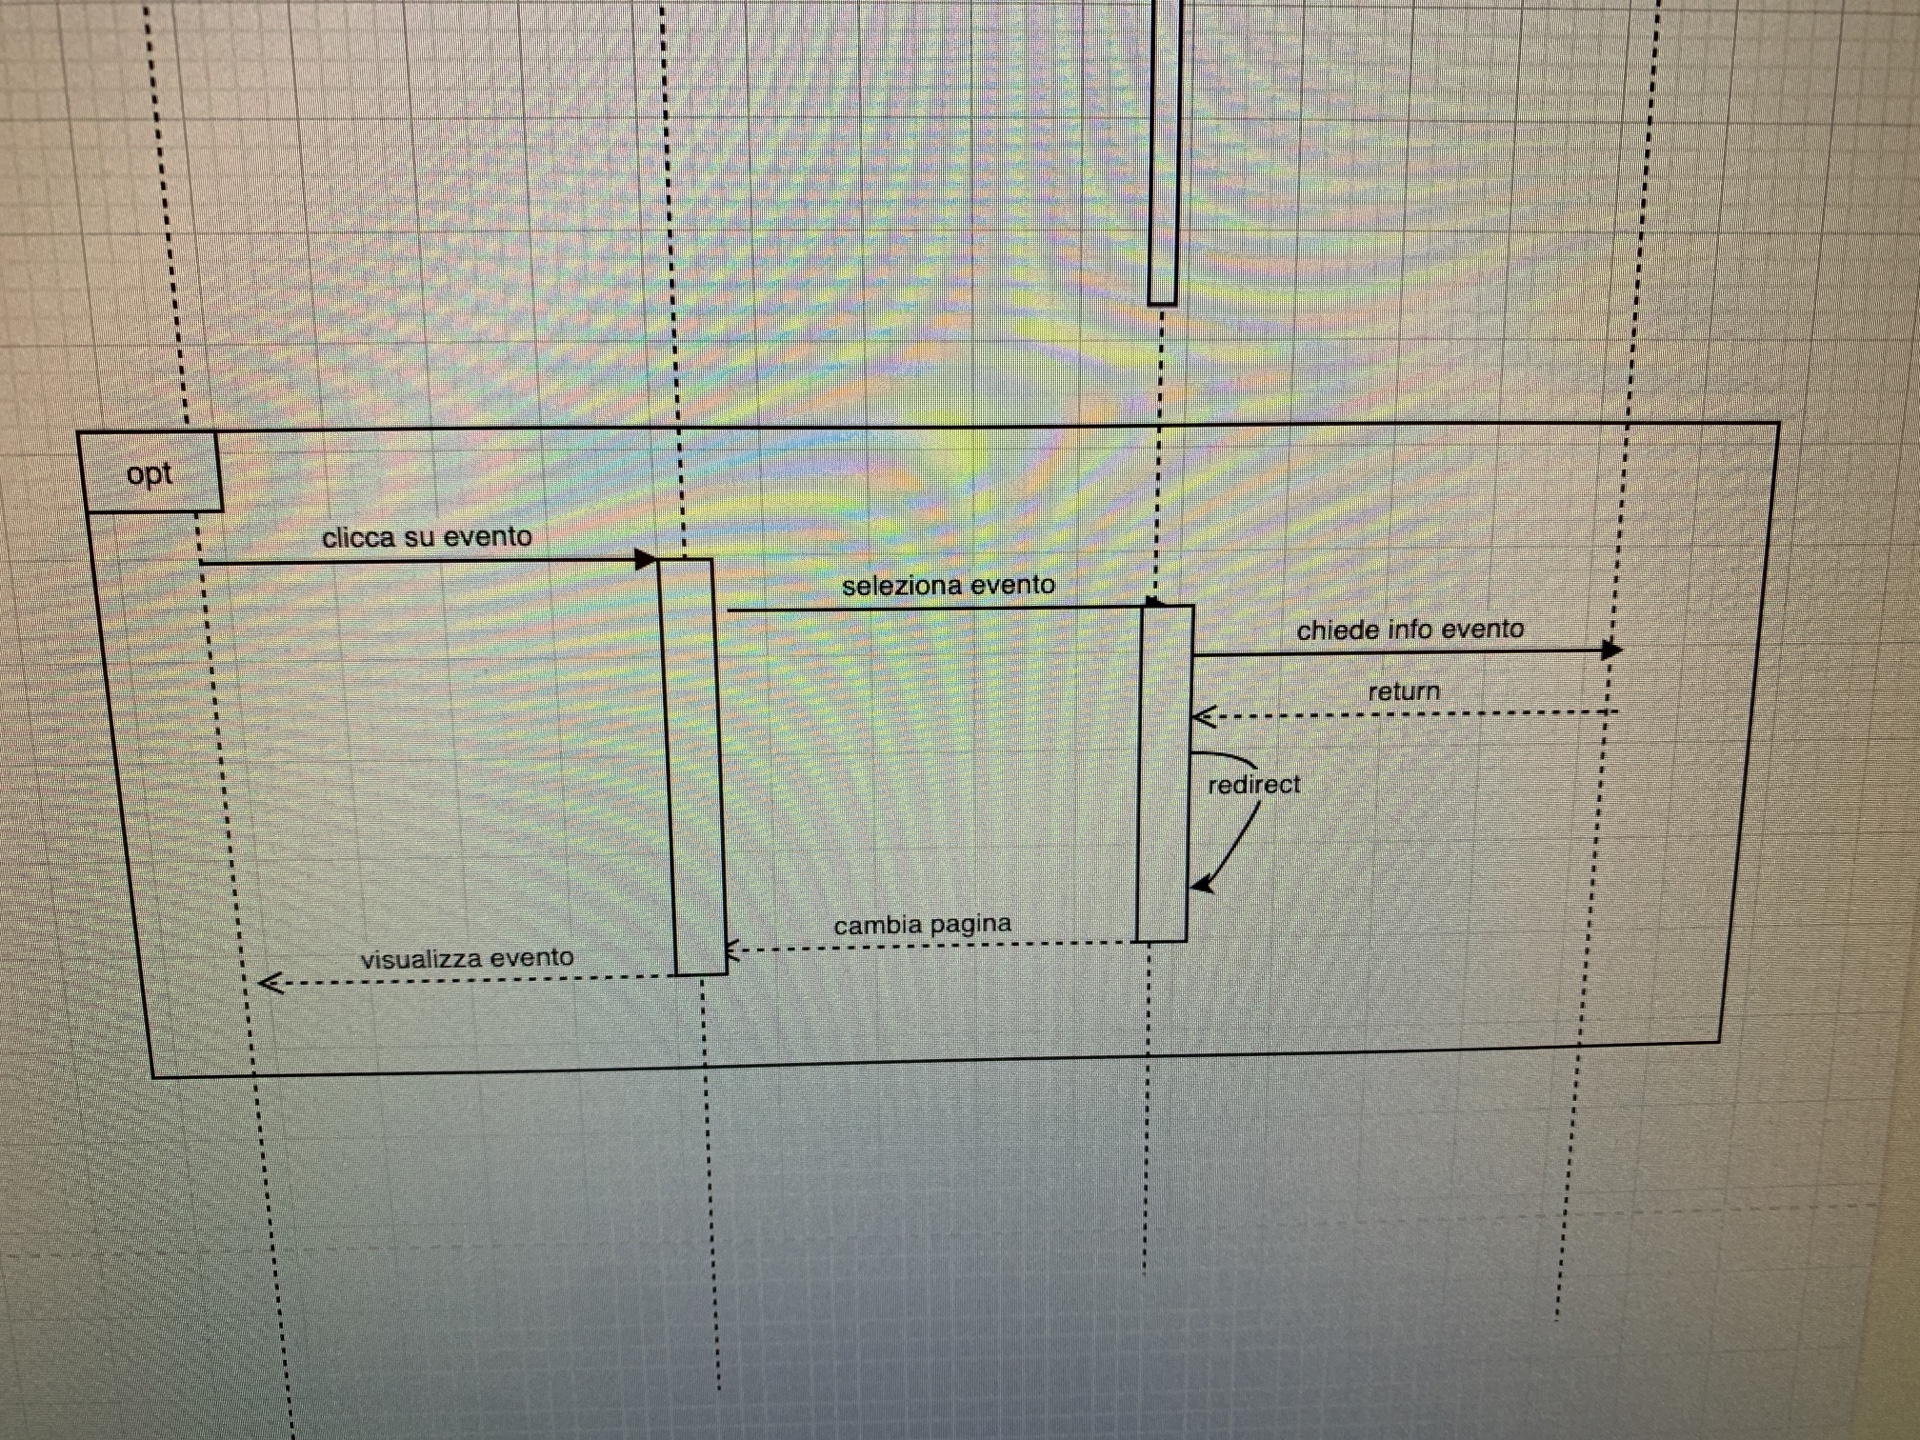 opt
clicca su evento
seleziona evento
chiede info evento
return
redirect
cambia pagina
visualizza evento